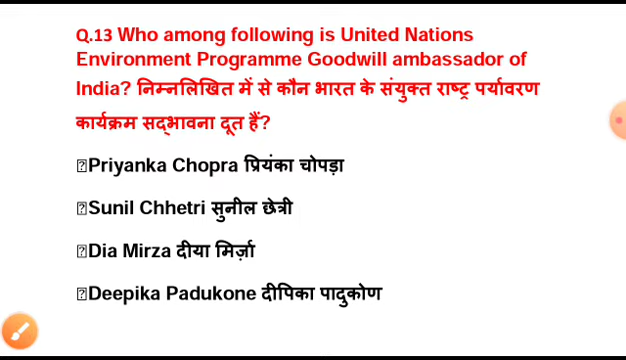 Q.13 Who among following is United Nations
Environment Programme Goodwill ambassador of
India? निम्नलिखित में से कौन भारत के संयुक्त राष्ट्र पर्यावरण
कार्यक्रम सद्भावना दूत हैं?
Priyanka Chopra प्रियंका चोपड़ा
Sunil Chhetri सुनील छेत्री
Dia Mirza दीया मिर्ज़ा
Deepika Padukone दीपिका पादुकोण